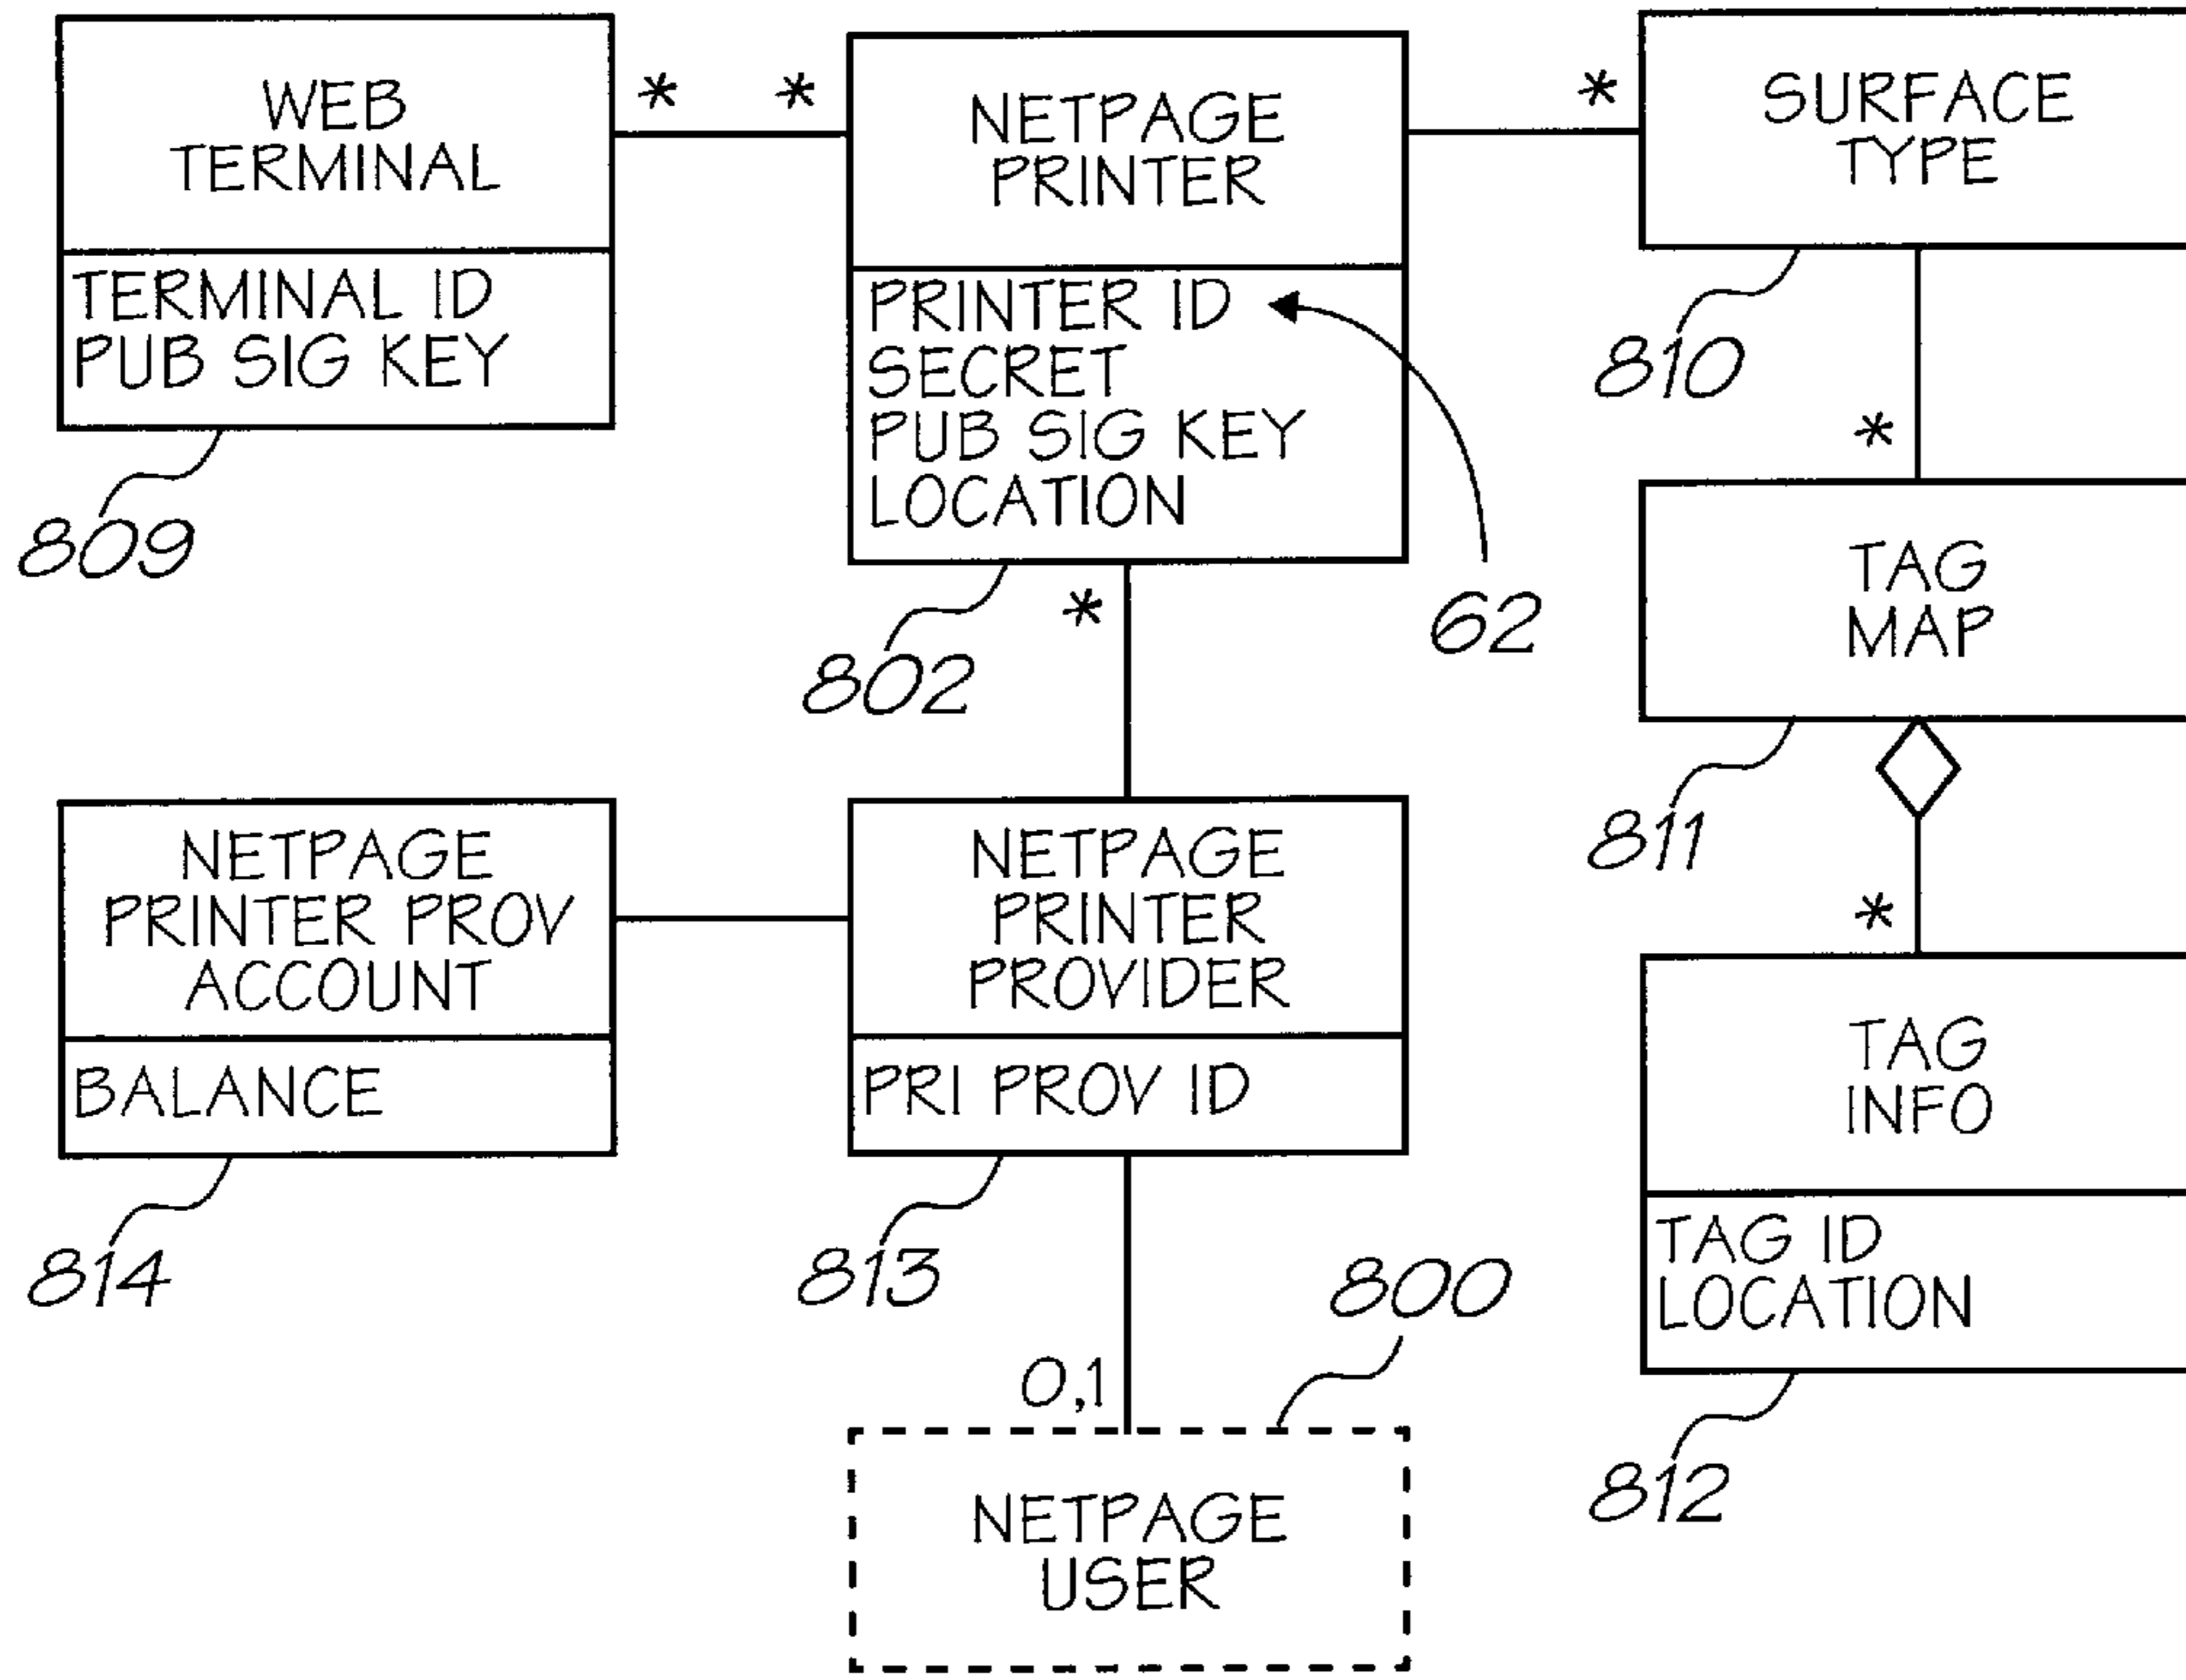 WEB
TERMINAL
TERMINAL ID
PUB SIG KEY
809
*
*
NETPAGE
PRINTER
PRINTER ID
SECRET
PUB SIG KEY
LOCATION
802
62
*
*
SURFACE
TYPE
810
*
TAG
MAP
811
*
TAG
INFO
TAG ID
LOCATION
812
NETPAGE
PRINTER PROV
ACCOUNT
BALANCE
814
NETPAGE
PRINTER
PROVIDER
PRI PROV ID
813
800
0,1
NETPAGE
USER